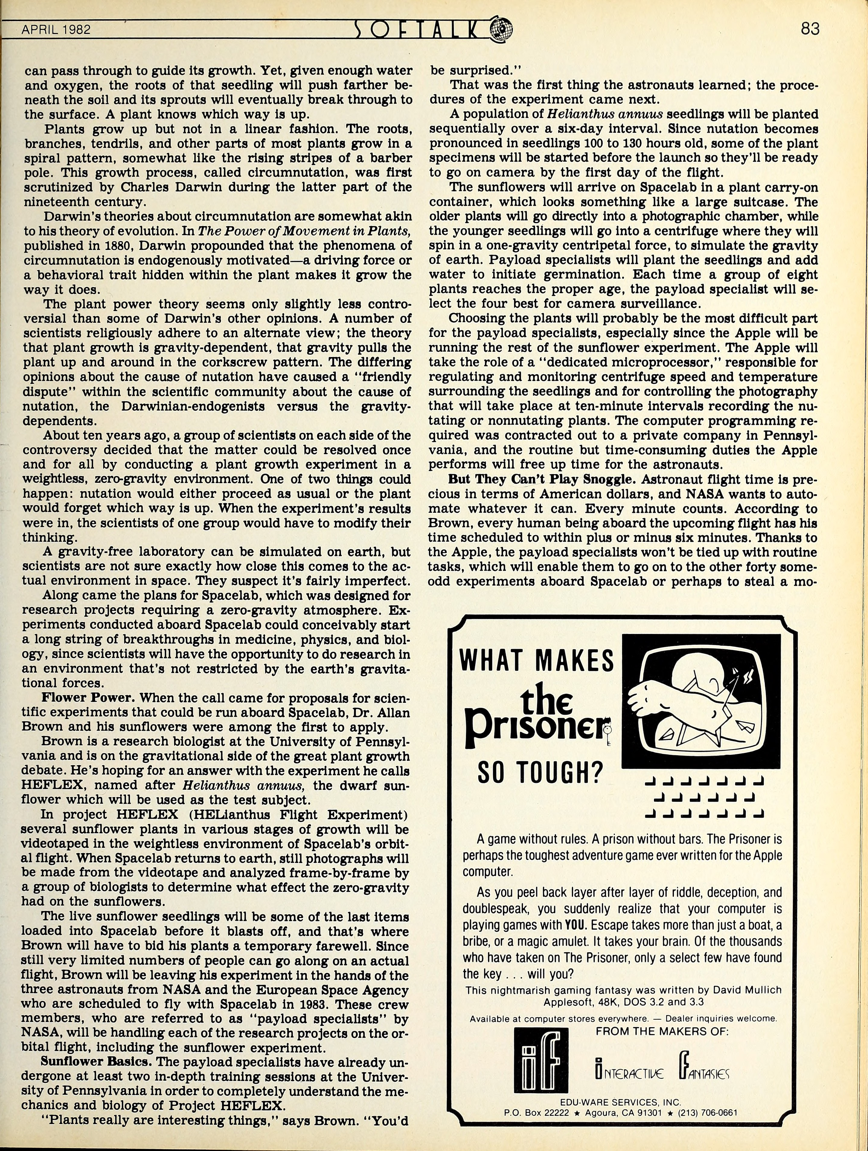 APRIL 1982
SOFTALK
83
can pass through to guide its growth. Yet, given enough water
and oxygen, the roots of that seedling will push farther be-
neath the soil and its sprouts will eventually break through to
the surface. A plant knows which way is up.
Plants grow up but not in a linear fashion. The roots,
branches, tendrils, and other parts of most plants grow in a
spiral pattern, somewhat like the rising stripes of a barber
pole. This growth process, called circumnutation, was first
scrutinized by Charles Darwin during the latter part of the
nineteenth century.
Darwin's theories about circumnutation are somewhat akin
to his theory of evolution. In The Power of Movement in Plants,
published in 1880, Darwin propounded that the phenomena of
circumnutation is endogenously motivated—a driving force or
a behavioral trait hidden within the plant makes it grow the
way it does.
The plant power theory seems only slightly less contro-
versial than some of Darwin's other opinions. A number of
scientists religiously adhere to an alternate view; the theory
that plant growth is gravity-dependent, that gravity pulls the
plant up and around in the corkscrew pattern. The differing
opinions about the cause of nutation have caused a "friendly
dispute" within the scientific community about the cause of
nutation, the Darwinian-endogenists versus the gravity-
dependents.
About ten years ago, a group of scientists on each side of the
controversy decided that the matter could be resolved once
and for all by conducting a plant growth experiment in a
weightless, zero-gravity environment. One of two things could
happen: nutation would either proceed as usual or the plant
would forget which way is up. When the experiment's results
were in, the scientists of one group would have to modify their
thinking.
A gravity-free laboratory can be simulated on earth, but
scientists are not sure exactly how close this comes to the ac-
tual environment in space. They suspect it's fairly imperfect.
Along came the plans for Spacelab, which was designed for
research projects requiring a zero-gravity atmosphere. Ex-
periments conducted aboard Spacelab could conceivably start
a long string of breakthroughs in medicine, physics, and biol-
ogy, since scientists will have the opportunity to do research in
an environment that's not restricted by the earth's gravita-
tional forces.
Flower Power. When the call came for proposals for scien-
tific experiments that could be run aboard Spacelab, Dr. Allan
Brown and his sunflowers were among the first to apply.
Brown is a research biologist at the University of Pennsyl-
vania and is on the gravitational side of the great plant growth
debate. He's hoping for an answer with the experiment he calls
HEFLEX, named after Helianthus annuus, the dwarf sun-
flower which will be used as the test subject.
In project HEFLEX (HELianthus Flight Experiment)
several sunflower plants in various stages of growth will be
videotaped in the weightless environment of Spacelab's orbit-
al flight. When Spacelab returns to earth, still photographs will
be made from the videotape and analyzed frame-by-frame by
a group of biologists to determine what effect the zero-gravity
had on the sunflowers.
The live sunflower seedlings will be some of the last items
loaded into Spacelab before it blasts off, and that's where
Brown will have to bid his plants a temporary farewell. Since
still very limited numbers of people can go along on an actual
flight, Brown will be leaving his experiment in the hands of the
three astronauts from NASA and the European Space Agency
who are scheduled to fly with Spacelab in 1983. These crew
members, who are referred to as "payload specialists" by
NASA, will be handling each of the research projects on the or-
bital flight, including the sunflower experiment.
Sunflower Basics. The payload specialists have already un-
dergone at least two in-depth training sessions at the Univer-
sity of Pennsylvania in order to completely understand the me-
chanics and biology of Project HEFLEX.
"Plants really are interesting things," says Brown. "You'd
be surprised."
That was the first thing the astronauts learned; the proce-
dures of the experiment came next.
A population of Helianthus annuus seedlings will be planted
sequentially over a six-day interval. Since nutation becomes
pronounced in seedlings 100 to 130 hours old, some of the plant
specimens will be started before the launch so they'll be ready
to go on camera by the first day of the flight.
The sunflowers will arrive on Spacelab in a plant carry-on
container, which looks something like a large suitcase. The
older plants will go directly into a photographic chamber, while
the younger seedlings will go into a centrifuge where they will
spin in a one-gravity centripetal force, to simulate the gravity
of earth. Payload specialists will plant the seedlings and add
water to initiate germination. Each time a group of eight
plants reaches the proper age, the payload specialist will se-
lect the four best for camera surveillance.
Choosing the plants will probably be the most difficult part
for the payload specialists, especially since the Apple will be
running the rest of the sunflower experiment. The Apple will
take the role of a "dedicated microprocessor," responsible for
regulating and monitoring centrifuge speed and temperature
surrounding the seedlings and for controlling the photography
that will take place at ten-minute intervals recording the nu-
tating or nonnutating plants. The computer programming re-
quired was contracted out to a private company in Pennsyl-
vania, and the routine but time-consuming duties the Apple
performs will free up time for the astronauts.
But They Can't Play Snoggle. Astronaut flight time is pre-
cious in terms of American dollars, and NASA wants to auto-
mate whatever it can. Every minute counts. According to
Brown, every human being aboard the upcoming flight has his
time scheduled to within plus or minus six minutes. Thanks to
the Apple, the payload specialists won't be tied up with routine
tasks, which will enable them to go on to the other forty some-
odd experiments aboard Spacelab or perhaps to steal a mo-
WHAT MAKES
the
Prisoner
SO TOUGH?
A game without rules. A prison without bars. The Prisoner is
perhaps the toughest adventure game ever written for the Apple
computer.
As you peel back layer after layer of riddle, deception, and
doublespeak, you suddenly realize that your computer is
playing games with YOU. Escape takes more than just a boat, a
bribe, or a magic amulet. It takes your brain. Of the thousands
who have taken on The Prisoner, only a select few have found
the key . . . will you?
This nightmarish gaming fantasy was written by David Mullich
Applesoft, 48K, DOS 3.2 and 3.3
Available at computer stores everywhere. — Dealer inquiries welcome.
FROM THE MAKERS OF:
if
INTERACTIVE FANTASIES
EDU-WARE SERVICES, INC.
P.O. Box 22222 ★ Agoura, CA 91301 ★ (213) 706-0661